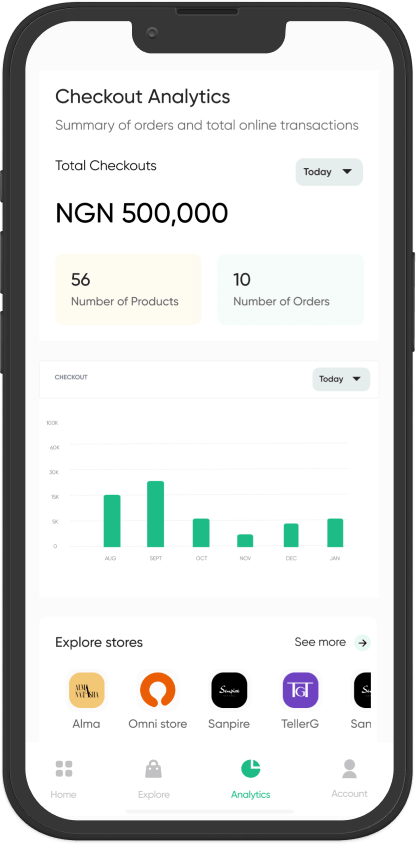 Checkout Analytics
Summary of orders and total online transactions
Total Checkouts
Today
NGN 500,000
56
Number of Products
10
Number of Orders
CHECKOUT
Today
100K
60K
30K
15K
5K
0
AUG
SEPT
OCT
NOV
DEC
JAN
Explore stores
See more
ALMA
NATASHA
Sanpire
TGT
Alma
Omni store
Sanpire
TellerG
San
Home
Explore
Analytics
Account